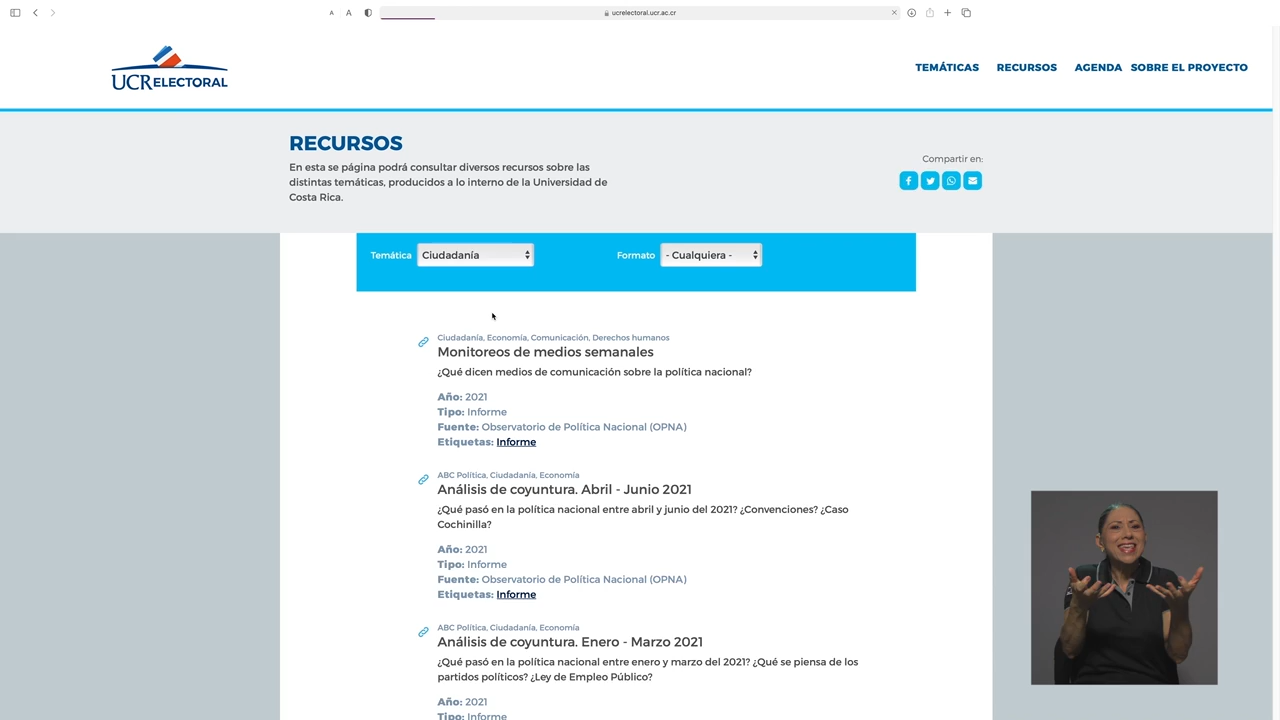 A A ucrelectoral.ucr.ac.cr
UCRELECTORAL
TEMÁTICAS RECURSOS AGENDA SOBRE EL PROYECTO
RECURSOS
En esta se página podrá consultar diversos recursos sobre las
distintas temáticas, producidos a lo interno de la Universidad de
Costa Rica.
Compartir en:
Temática Ciudadanía Formato - Cualquiera -
Ciudadanía, Economía, Comunicación, Derechos humanos
Monitoreos de medios semanales
¿Qué dicen medios de comunicación sobre la política nacional?
Año: 2021
Tipo: Informe
Fuente: Observatorio de Política Nacional (OPNA)
Etiquetas: Informe
ABC Política, Ciudadanía, Economía
Análisis de coyuntura. Abril - Junio 2021
¿Qué pasó en la política nacional entre abril y junio del 2021? ¿Convenciones? ¿Caso
Cochinilla?
Año: 2021
Tipo: Informe
Fuente: Observatorio de Política Nacional (OPNA)
Etiquetas: Informe
ABC Política, Ciudadanía, Economía
Análisis de coyuntura. Enero - Marzo 2021
¿Qué pasó en la política nacional entre enero y marzo del 2021? ¿Qué se piensa de los
partidos políticos? ¿Ley de Empleo Público?
Año: 2021
Tipo: Informe